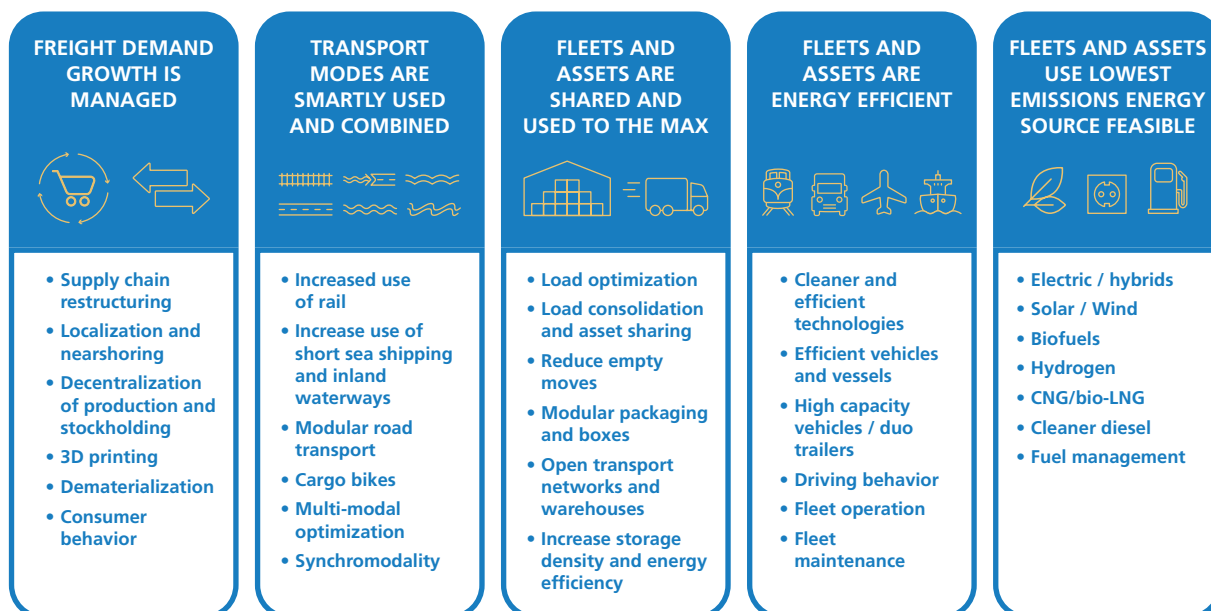 FREIGHT DEMAND
GROWTH IS
MANAGED
• Supply chain
restructuring
• Localization and
nearshoring
• Decentralization
of production and
stockholding
• 3D printing
• Dematerialization
• Consumer
behavior
TRANSPORT
MODES ARE
SMARTLY USED
AND COMBINED
• Increased use
of rail
• Increase use of
short sea shipping
and inland
waterways
• Modular road
transport
• Cargo bikes
• Multi-modal
optimization
• Synchromodality
FLEETS AND
ASSETS ARE
SHARED AND
USED TO THE MAX
• Load optimization
• Load consolidation
and asset sharing
• Reduce empty
moves
• Modular packaging
and boxes
• Open transport
networks and
warehouses
• Increase storage
density and energy
efficiency
FLEETS AND
ASSETS ARE
ENERGY EFFICIENT
• Cleaner and
efficient
technologies
• Efficient vehicles
and vessels
• High capacity
vehicles / duo
trailers
• Driving behavior
• Fleet operation
• Fleet
maintenance
FLEETS AND ASSETS
USE LOWEST
EMISSIONS ENERGY
SOURCE FEASIBLE
• Electric / hybrids
• Solar / Wind
• Biofuels
• Hydrogen
• CNG/bio-LNG
• Cleaner diesel
• Fuel management